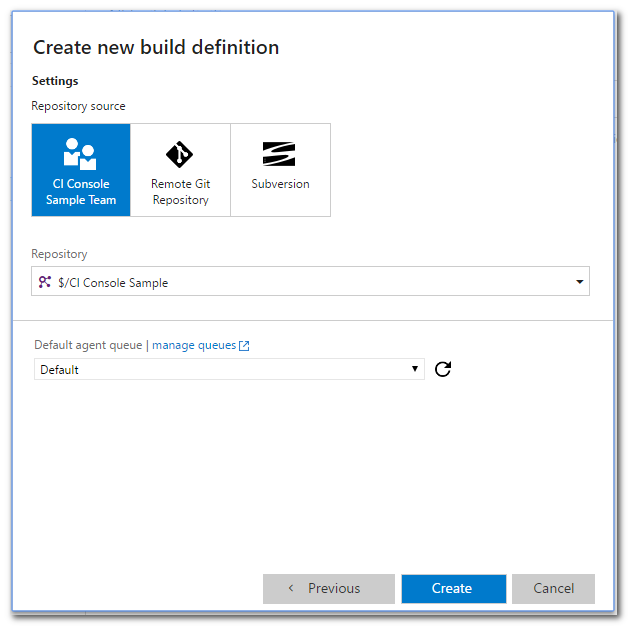 Create new build definition
Settings
Repository source
CI Console
Sample Team
Remote Git
Repository
Subversion
Repository
$/CI Console Sample
Default agent queue | manage queues
Default
Previous
Create
Cancel